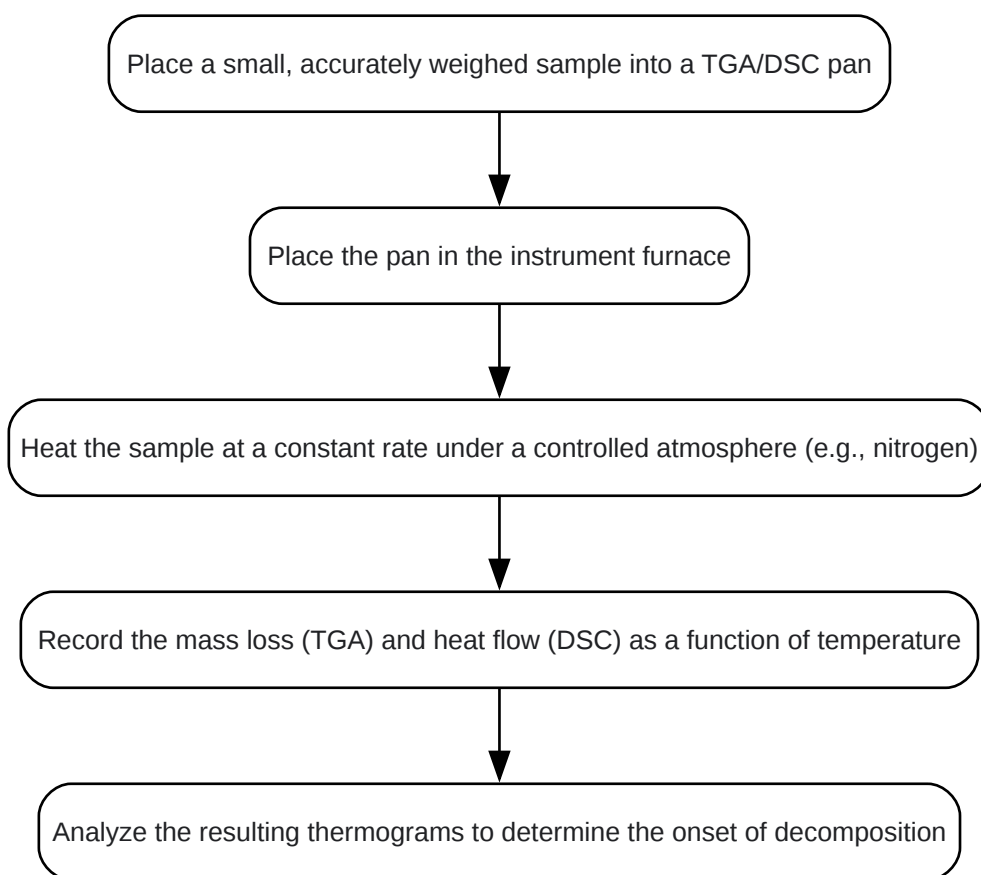 Place a small, accurately weighed sample into a TGA/DSC pan
Place the pan in the instrument furnace
Heat the sample at a constant rate under a controlled atmosphere (e.g., nitrogen)
Record the mass loss (TGA) and heat flow (DSC) as a function of temperature
Analyze the resulting thermograms to determine the onset of decomposition